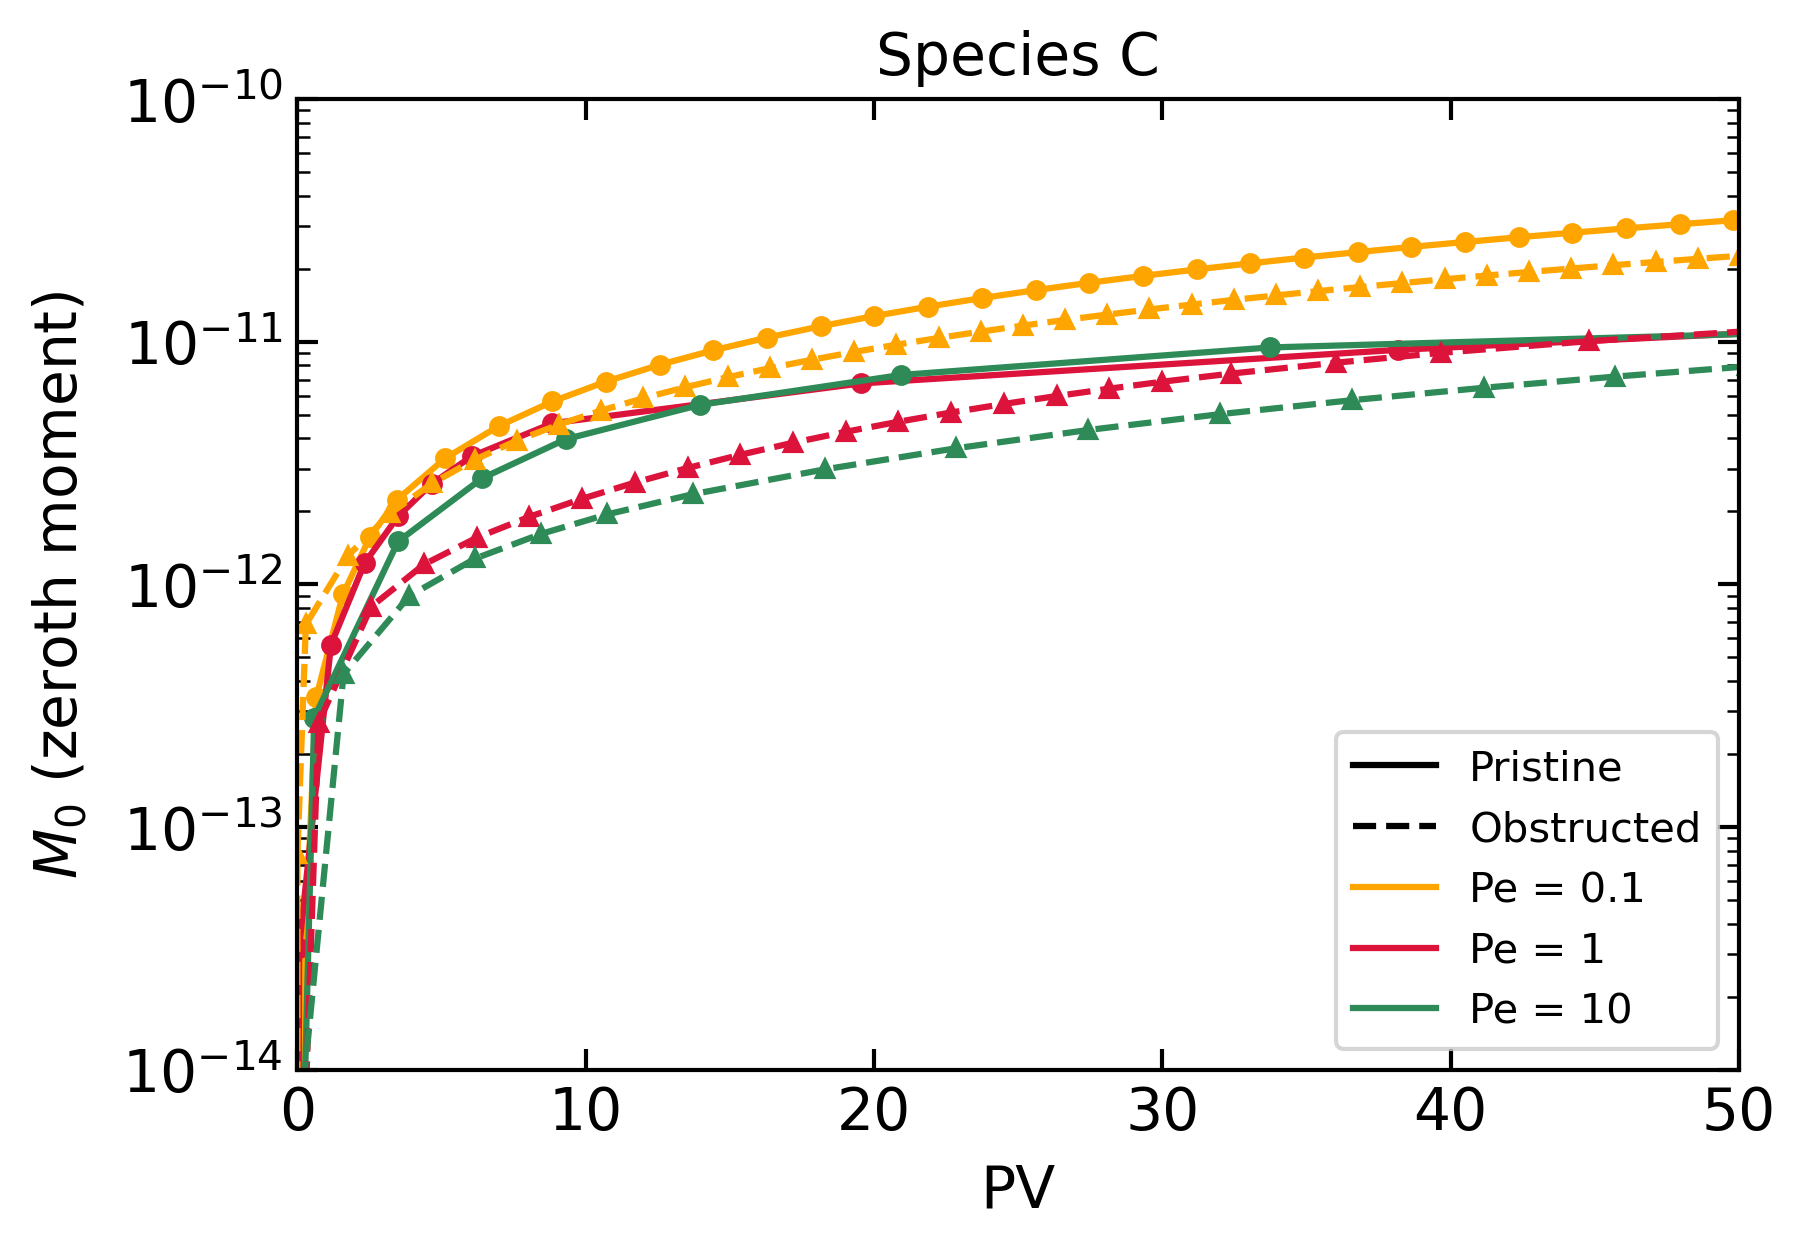 Species C
10⁻¹⁰
10⁻¹¹
10⁻¹²
10⁻¹³
10⁻¹⁴
M₀ (zeroth moment)
0 10 20 30 40 50
PV
Pristine
Obstructed
Pe = 0.1
Pe = 1
Pe = 10